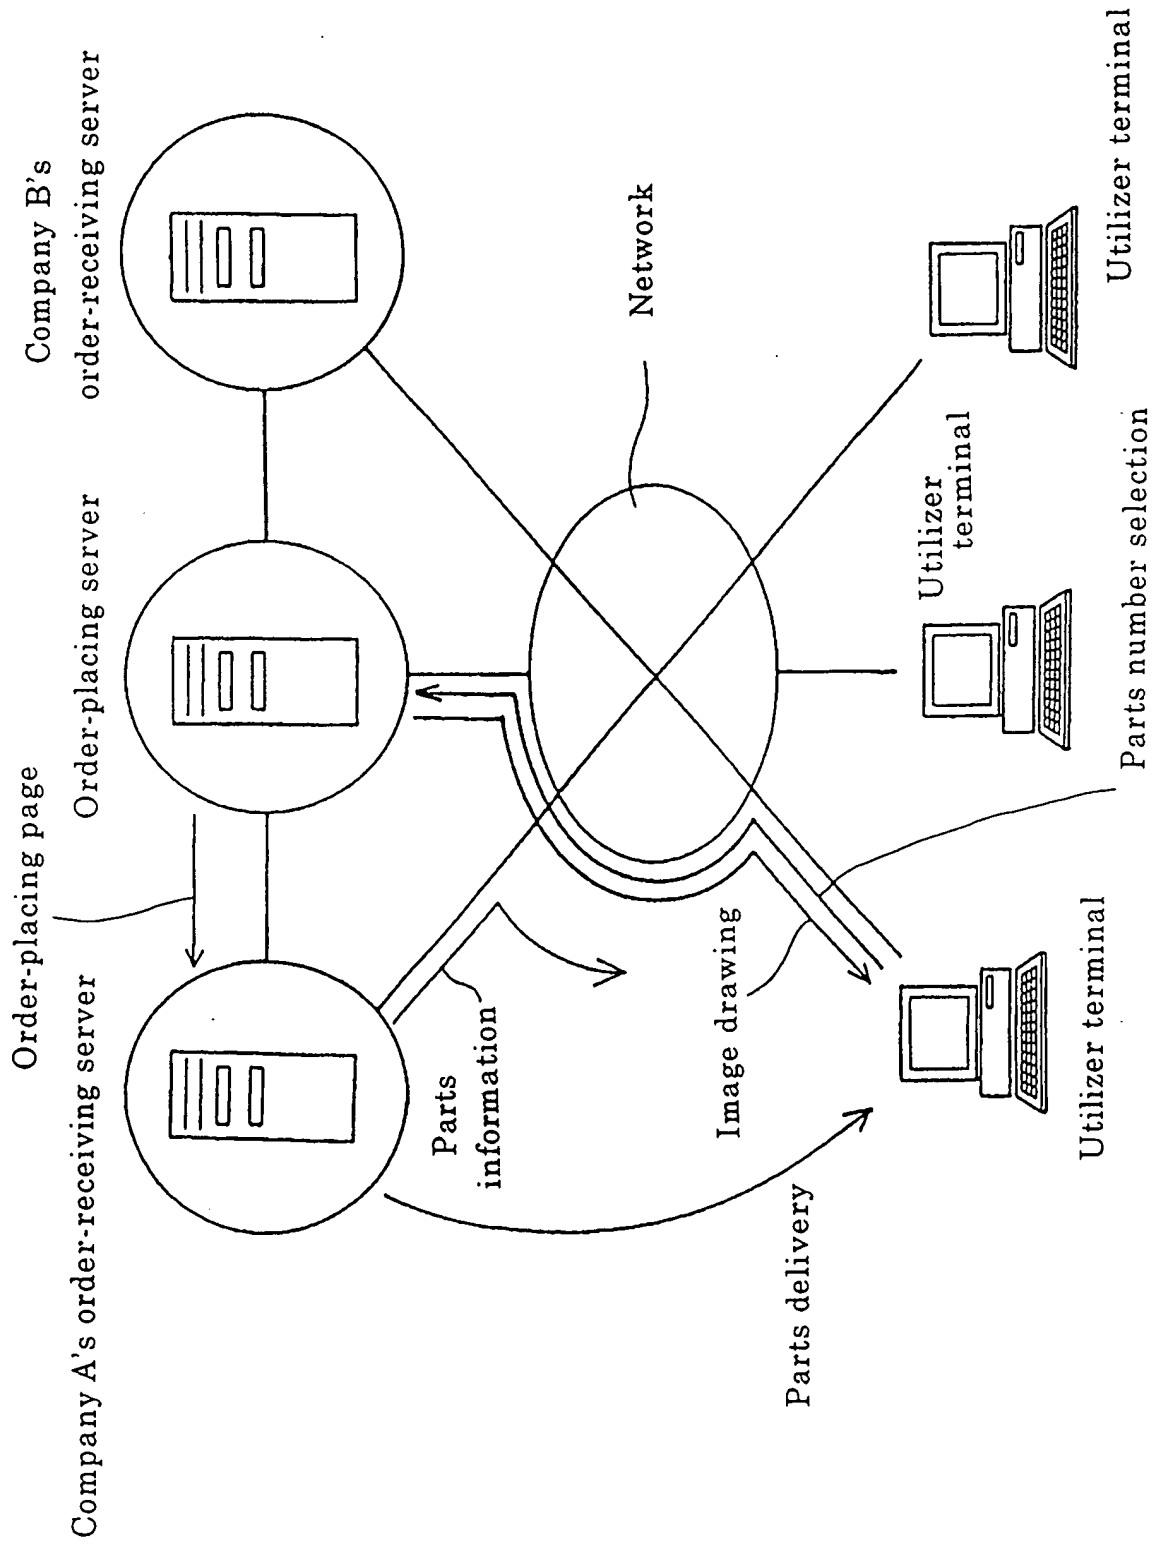 Order-placing page
Company A's order-receiving server
Order-placing server
Company B's
order-receiving server
Parts
information
Network
Image drawing
Parts delivery
Utilizer terminal
Utilizer
terminal
Utilizer terminal
Parts number selection